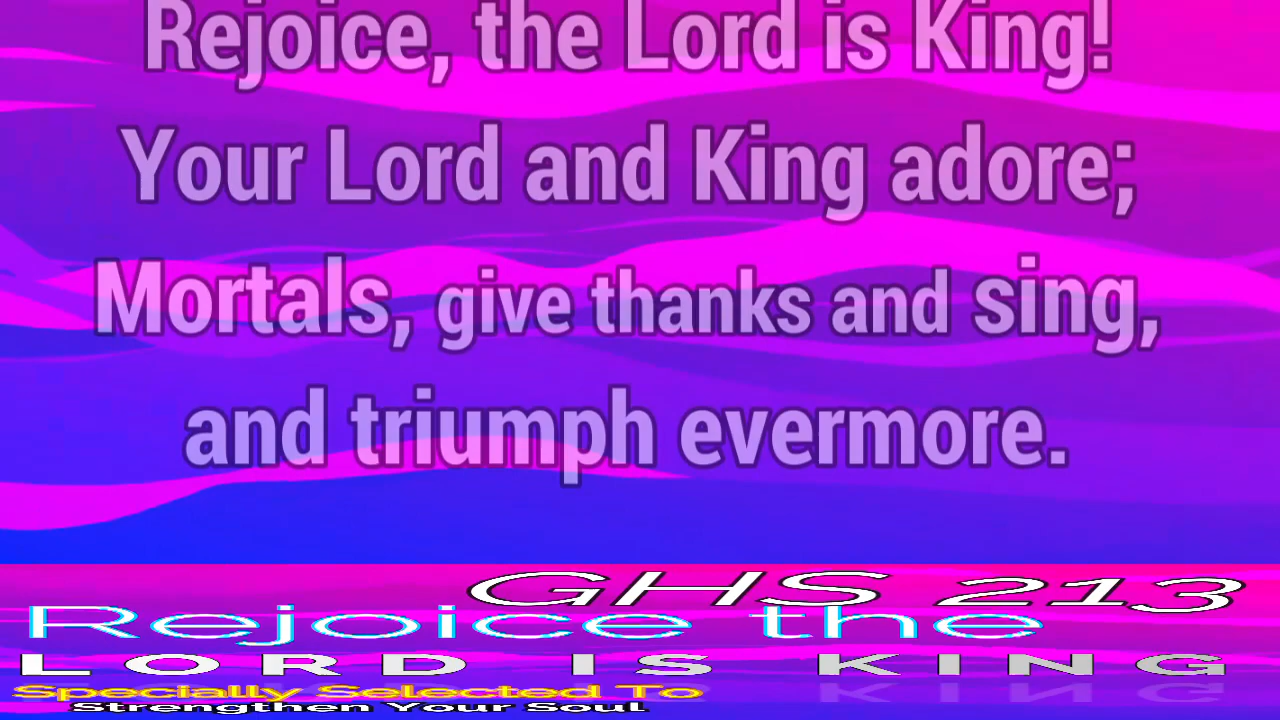 Rejoice, the Lord is King!
Your Lord and King adore;
Mortals, give thanks and sing,
and triumph evermore.
GHS 213
Rejoice the
LORD IS KING
Specially Selected To
Strengthen Your Soul